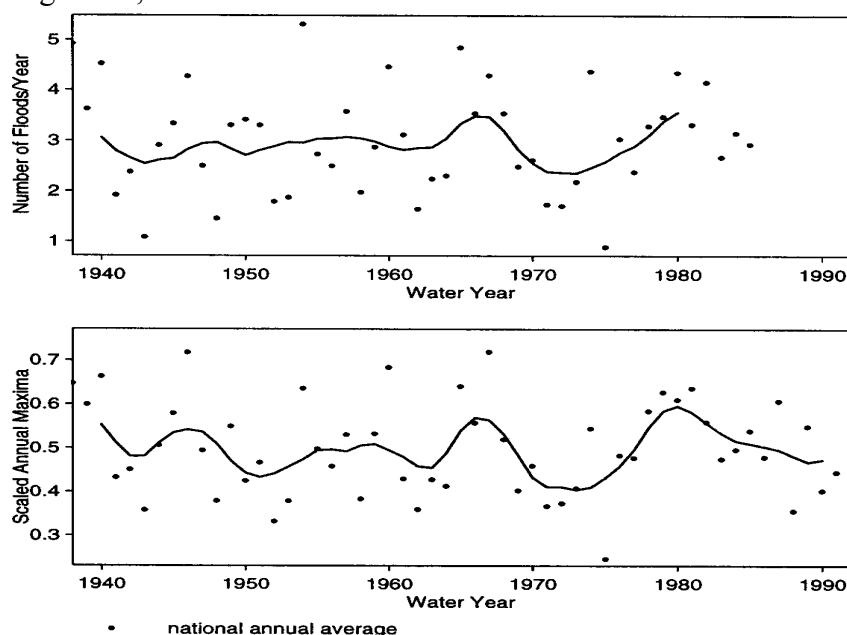 5
4
3
2
1
Number of Floods/Year
1940 1950 1960 1970 1980 1990
Water Year
0.7
0.6
0.5
0.4
0.3
Scaled Annual Maxima
1940 1950 1960 1970 1980 1990
Water Year
national annual average